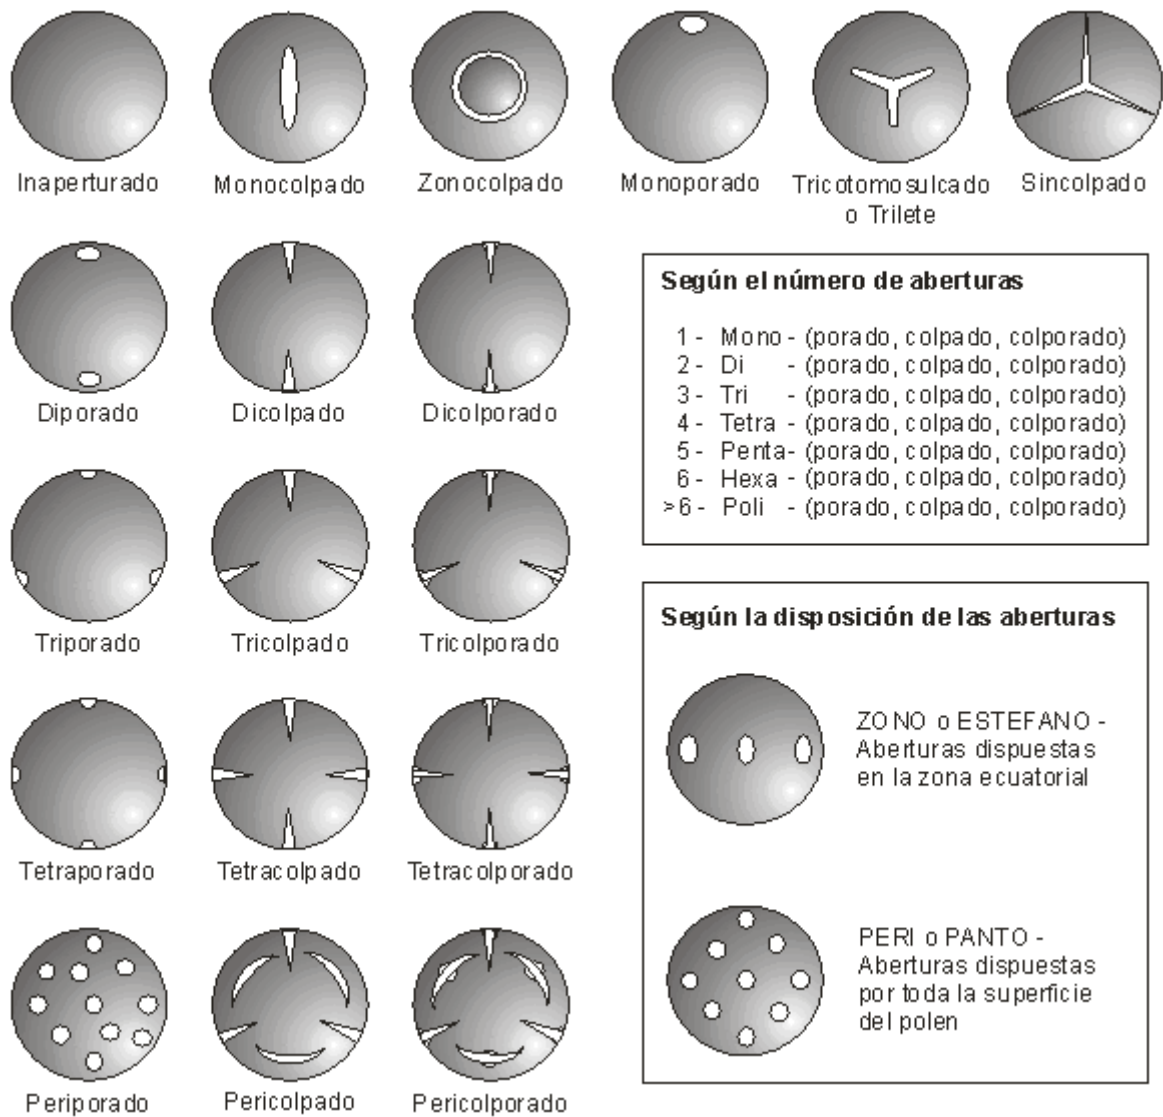 Inaperturado
Monocolpado
Zonocolpado
Monoporado
Tricotomosulcado
o Trilete
Sincolpado
Diporado
Dicolpado
Dicolporado
Triporado
Tricolpado
Tricolporado
Tetraporado
Tetracolpado
Tetracolporado
Periporado
Pericolpado
Pericolporado
Según el número de aberturas
1 - Mono - (porado, colpado, colporado)
2 - Di - (porado, colpado, colporado)
3 - Tri - (porado, colpado, colporado)
4 - Tetra - (porado, colpado, colporado)
5 - Penta- (porado, colpado, colporado)
6 - Hexa - (porado, colpado, colporado)
>6 - Poli - (porado, colpado, colporado)
Según la disposición de las aberturas
ZONO o ESTEFANO -
Aberturas dispuestas
en la zona ecuatorial
PERI o PANTO -
Aberturas dispuestas
por toda la superficie
del polen